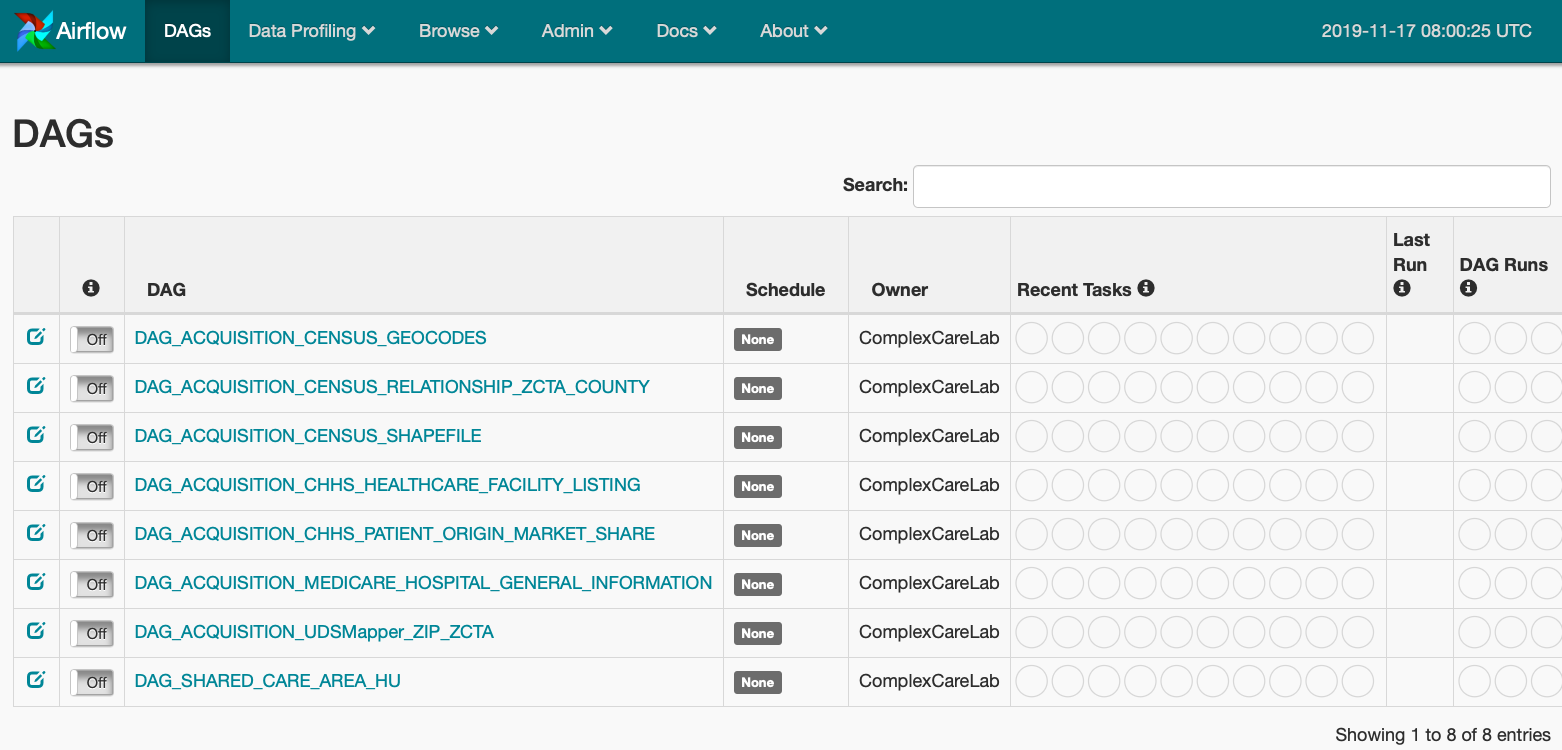 Airflow DAGs Data Profiling Browse Admin Docs About 2019-11-17 08:00:25 UTC
DAGs
Search:
DAG Schedule Owner Recent Tasks Last Run DAG Runs
Off DAG_ACQUISITION_CENSUS_GEOCODES None ComplexCareLab
Off DAG_ACQUISITION_CENSUS_RELATIONSHIP_ZCTA_COUNTY None ComplexCareLab
Off DAG_ACQUISITION_CENSUS_SHAPEFILE None ComplexCareLab
Off DAG_ACQUISITION_CHHS_HEALTHCARE_FACILITY_LISTING None ComplexCareLab
Off DAG_ACQUISITION_CHHS_PATIENT_ORIGIN_MARKET_SHARE None ComplexCareLab
Off DAG_ACQUISITION_MEDICARE_HOSPITAL_GENERAL_INFORMATION None ComplexCareLab
Off DAG_ACQUISITION_UDSMapper_ZIP_ZCTA None ComplexCareLab
Off DAG_SHARED_CARE_AREA_HU None ComplexCareLab
Showing 1 to 8 of 8 entries